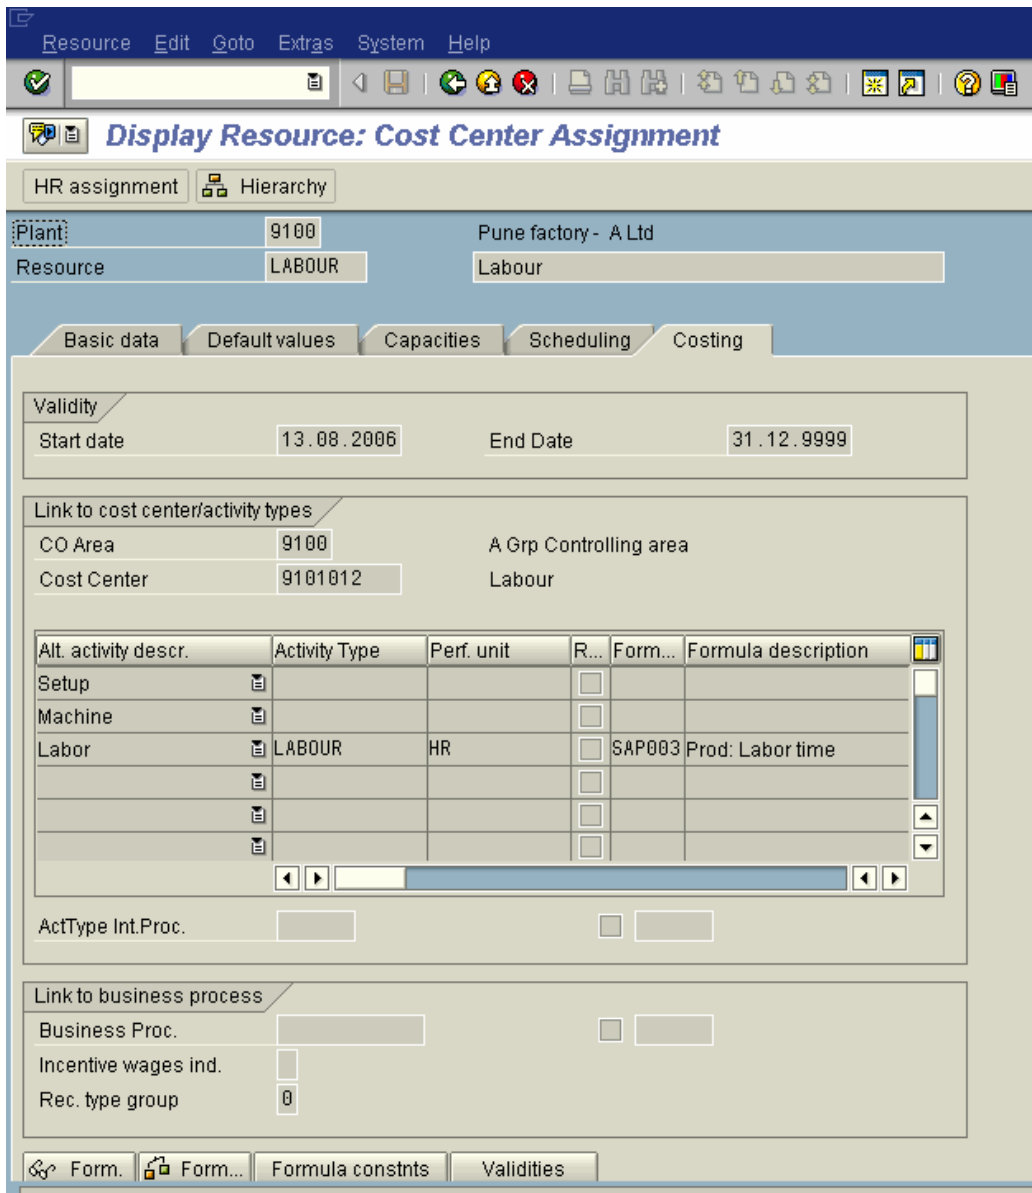 Resource Edit Goto Extras System Help
Display Resource: Cost Center Assignment
HR assignment Hierarchy
Plant 9100 Pune factory - A Ltd
Resource LABOUR Labour
Basic data Default values Capacities Scheduling Costing
Validity
Start date 13.08.2006 End Date 31.12.9999
Link to cost center/activity types
CO Area 9100 A Grp Controlling area
Cost Center 9101012 Labour
Alt. activity descr. Activity Type Perf. unit R... Form... Formula description
Setup
Machine
Labor LABOUR HR SAP003 Prod: Labor time
ActType Int.Proc.
Link to business process
Business Proc.
Incentive wages ind.
Rec. type group 0
Form. Form... Formula constnts Validities